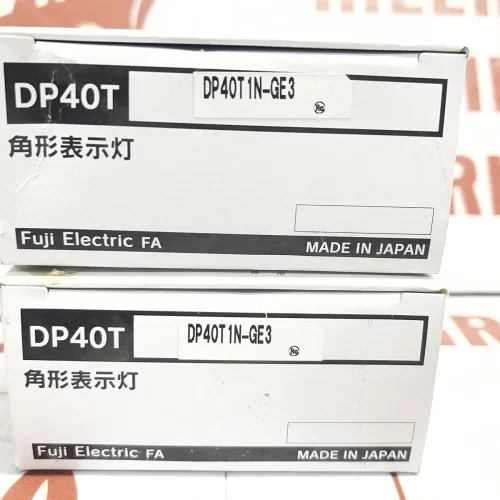 DP40T
DP40T1N-GE3
角形表示灯
Fuji Electric FA
MADE IN JAPAN
DP40T
DP40T1N-GE3
角形表示灯
Fuji Electric FA
MADE IN JAPAN